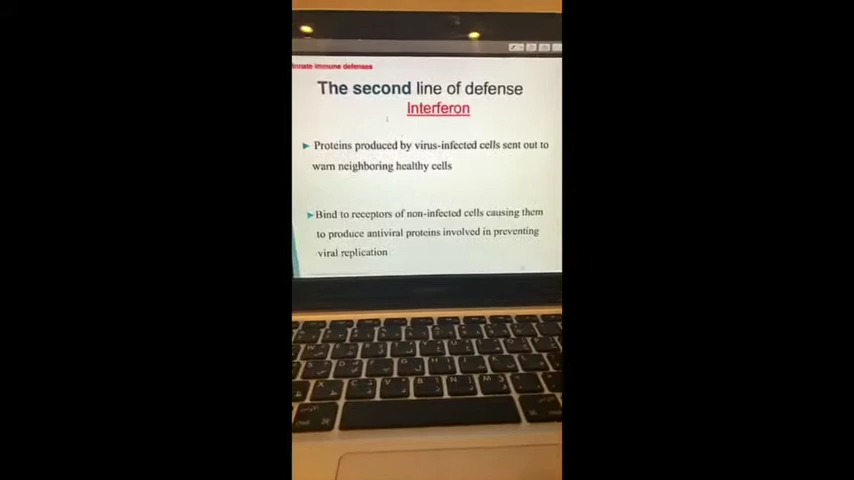 Innate immune defenses
The second line of defense
Interferon
Proteins produced by virus-infected cells sent out to
warn neighboring healthy cells
Bind to receptors of non-infected cells causing them
to produce antiviral proteins involved in preventing
viral replication